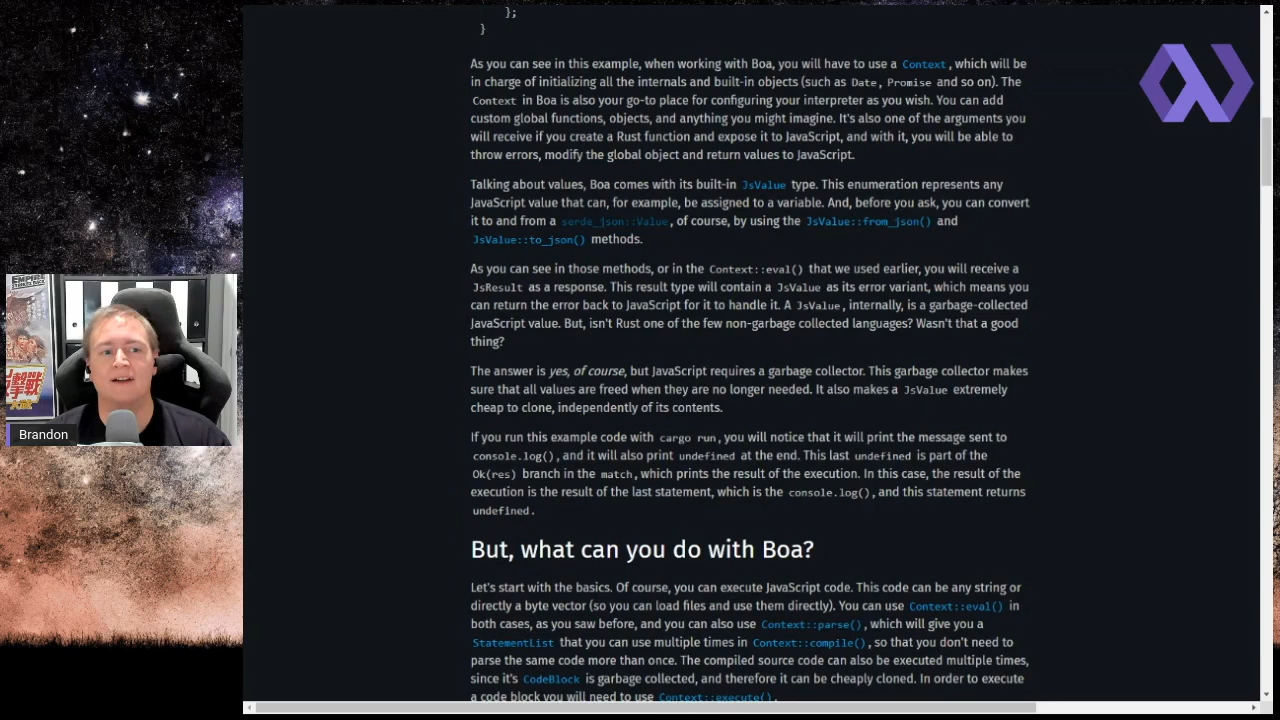 };
}
As you can see in this example, when working with Boa, you will have to use a Context, which will be
in charge of initializing all the internals and built-in objects (such as Date, Promise and so on). The
Context in Boa is also your go-to place for configuring your interpreter as you wish. You can add
custom global functions, objects, and anything you might imagine. It's also one of the arguments you
will receive if you create a Rust function and expose it to JavaScript, and with it, you will be able to
throw errors, modify the global object and return values to JavaScript.
Talking about values, Boa comes with its built-in JsValue type. This enumeration represents any
JavaScript value that can, for example, be assigned to a variable. And, before you ask, you can convert
it to and from a serde_json::Value, of course, by using the JsValue::from_json() and
JsValue::to_json() methods.
As you can see in those methods, or in the Context::eval() that we used earlier, you will receive a
JsResult as a response. This result type will contain a JsValue as its error variant, which means you
can return the error back to JavaScript for it to handle it. A JsValue, internally, is a garbage-collected
JavaScript value. But, isn't Rust one of the few non-garbage collected languages? Wasn't that a good
thing?
The answer is yes, of course, but JavaScript requires a garbage collector. This garbage collector makes
sure that all values are freed when they are no longer needed. It also makes a JsValue extremely
cheap to clone, independently of its contents.
If you run this example code with cargo run, you will notice that it will print the message sent to
console.log(), and it will also print undefined at the end. This last undefined is part of the
Ok(res) branch in the match, which prints the result of the execution. In this case, the result of the
execution is the result of the last statement, which is the console.log(), and this statement returns
undefined.
But, what can you do with Boa?
Let's start with the basics. Of course, you can execute JavaScript code. This code can be any string or
directly a byte vector (so you can load files and use them directly). You can use Context::eval() in
both cases, as you saw before, and you can also use Context::parse(), which will give you a
StatementList that you can use multiple times in Context::compile(), so that you don't need to
parse the same code more than once. The compiled source code can also be executed multiple times,
since it's CodeBlock is garbage collected, and therefore it can be cheaply cloned. In order to execute
a code block you will need to use Context::execute().
Brandon